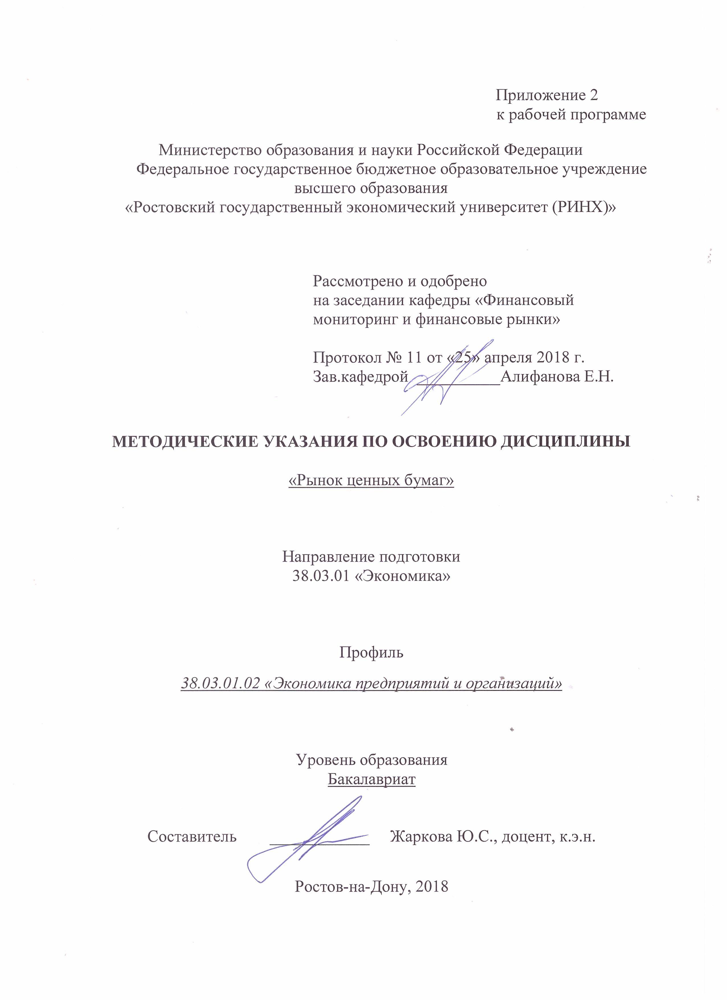 Приложение 2
к рабочей программе
Министерство образования и науки Российской Федерации
Федеральное государственное бюджетное образовательное учреждение
высшего образования
«Ростовский государственный экономический университет (РИНХ)»
Рассмотрено и одобрено
на заседании кафедры «Финансовый
мониторинг и финансовые рынки»
Протокол № 11 от «25» апреля 2018 г.
Зав.кафедрой __________Алифанова Е.Н.
МЕТОДИЧЕСКИЕ УКАЗАНИЯ ПО ОСВОЕНИЮ ДИСЦИПЛИНЫ
«Рынок ценных бумаг»
Направление подготовки
38.03.01 «Экономика»
Профиль
38.03.01.02 «Экономика предприятий и организаций»
Уровень образования
Бакалавриат
Составитель ____________ Жаркова Ю.С., доцент, к.э.н.
Ростов-на-Дону, 2018